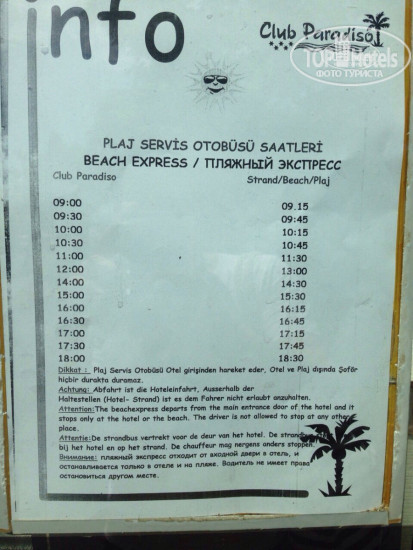 info
Club Paradiso
TOPHotels
ФОТО ТУРИСТА
PLAJ SERVİS OTOBÜSÜ SAATLERİ
BEACH EXPRESS / ПЛЯЖНЫЙ ЭКСПРЕСС
Club Paradiso Strand/Beach/Plaj
09:00 09.15
09:30 09:45
10:00 10:15
10:30 10:45
11:00 11:30
12:00 13:00
14:00 14:30
15:00 15:30
16:00 16:15
16:30 16:45
17:00 17:15
17:30 17:45
18:00 18:30
Dikkat : Plaj Servis Otobüsü Otel girişinden hareket eder, Otel ve Plaj dışında Şoför
hiçbir durakta duramaz.
Achtung: Abfahrt ist die Hoteleinfahrt, Ausserhalb der
Haltestellen (Hotel- Strand) ist es dem Fahrer nicht erlaubt anzuhalten.
Attention:The beachexpress departs from the main entrance door of the hotel and it
stops only at the hotel or the beach. The driver is not allowed to stop at any other
place.
Attentie:De strandbus vertrekt voor de deur van het hotel. De strandbus
bij het hotel en op het strand. De chauffeur mag nergens anders stoppen.
Внимание: пляжный экспресс отходит от входной двери в отель, и
останавливается только в отеле и на пляже. Водитель не имеет права
остановиться другом месте.